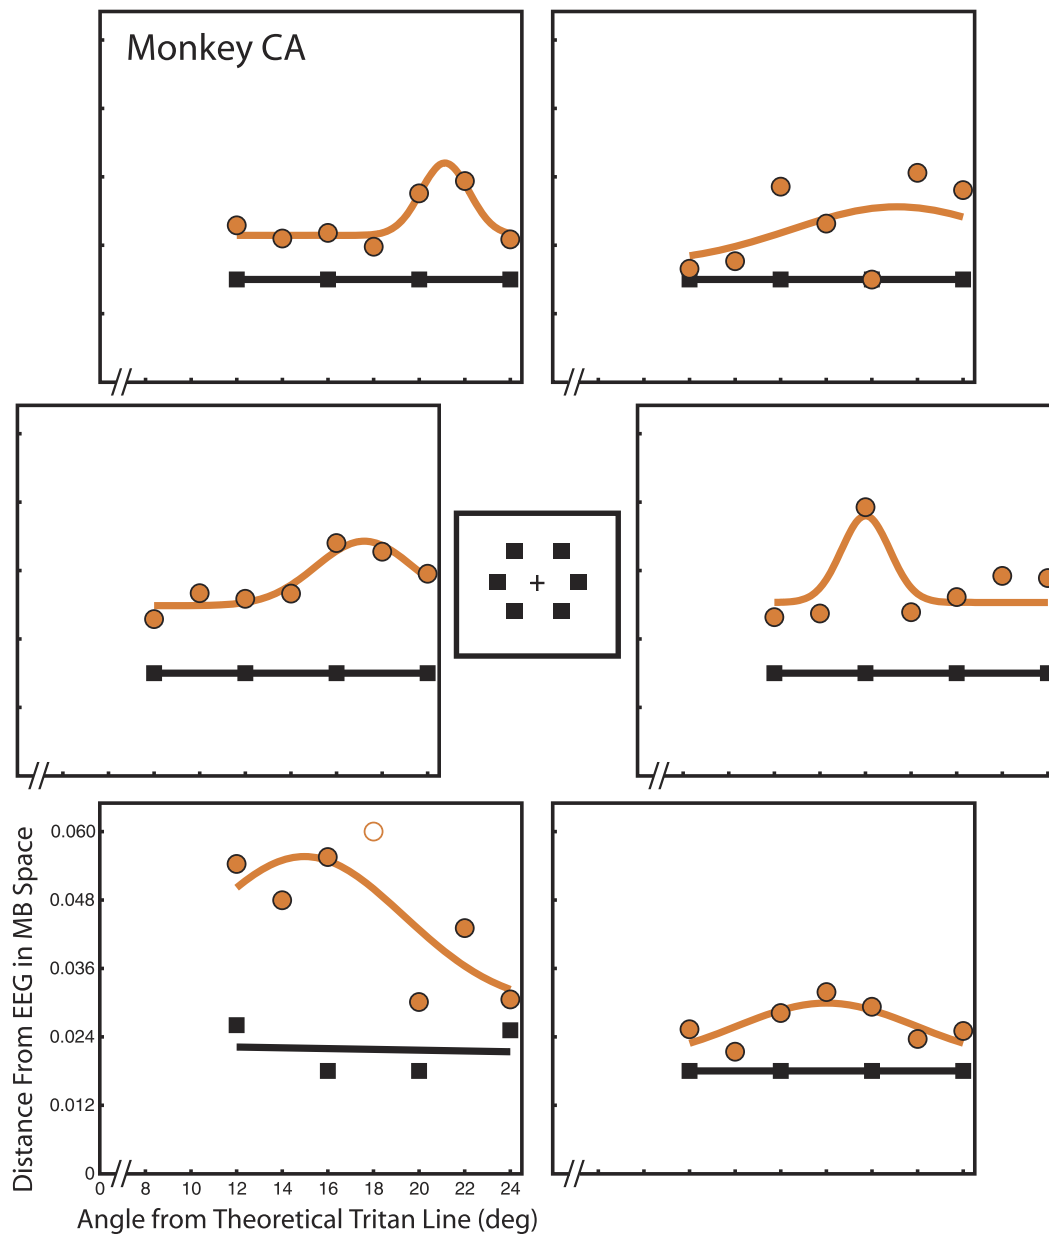 Monkey CA
Distance From EEG in MB Space
0.060
0.048
0.036
0.024
0.012
0
0 8 10 12 14 16 18 20 22 24
Angle from Theoretical Tritan Line (deg)